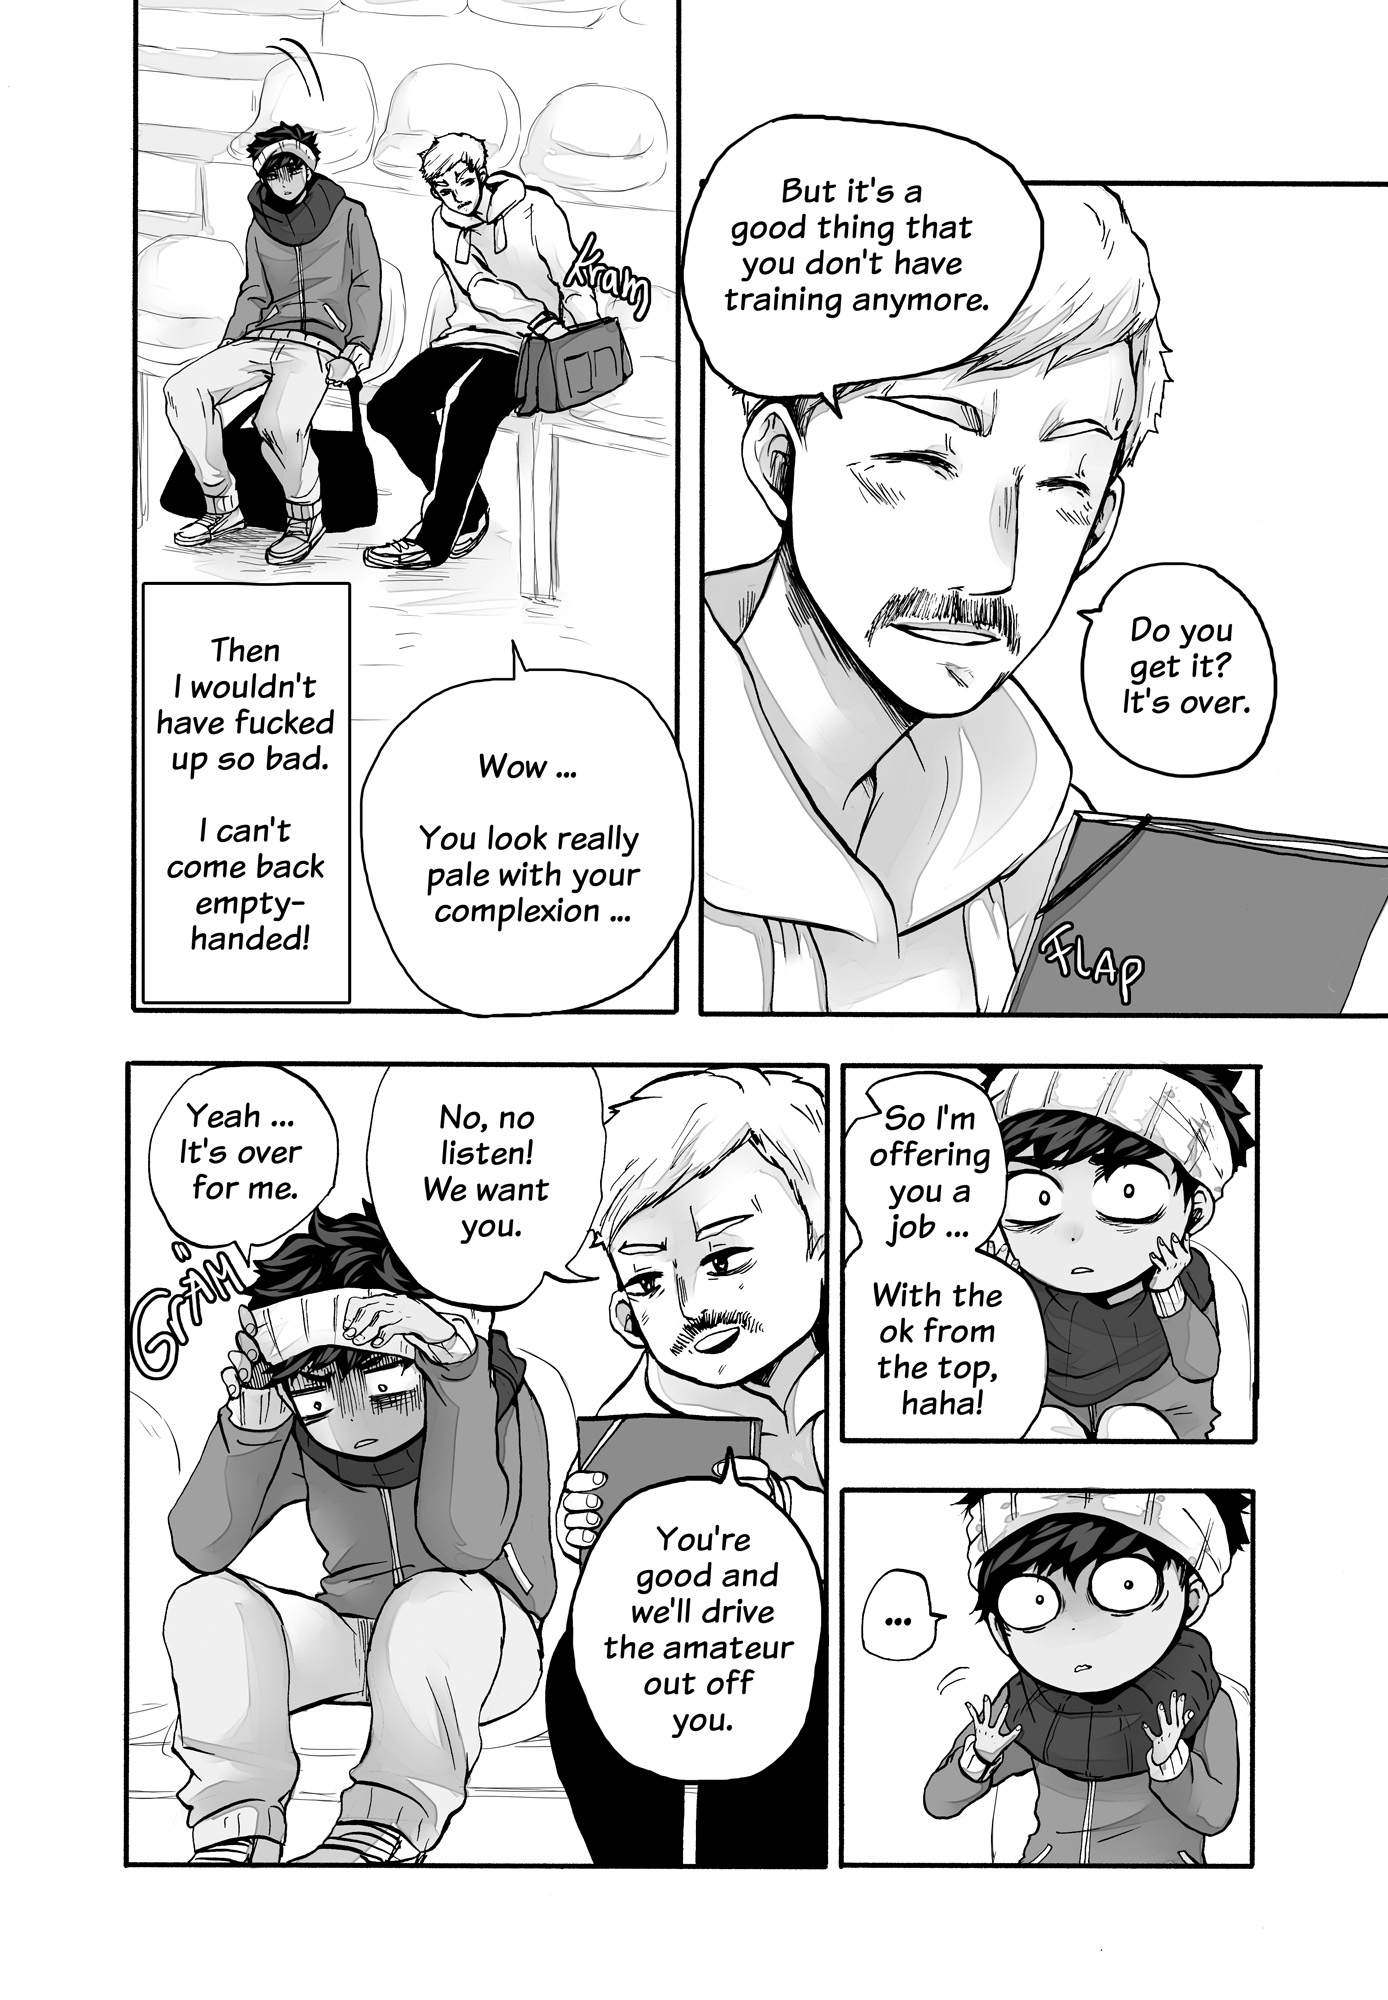 kram
Then
I wouldn't
have fucked
up so bad.
I can't
come back
empty-
handed!
Wow ...
You look really
pale with your
complexion ...
But it's a
good thing that
you don't have
training anymore.
Do you
get it?
It's over.
FLAP
Yeah ...
It's over
for me.
GrÄM
No, no
listen!
We want
you.
You're
good and
we'll drive
the amateur
out off
you.
So I'm
offering
you a
job ...
With the
ok from
the top,
haha!
...